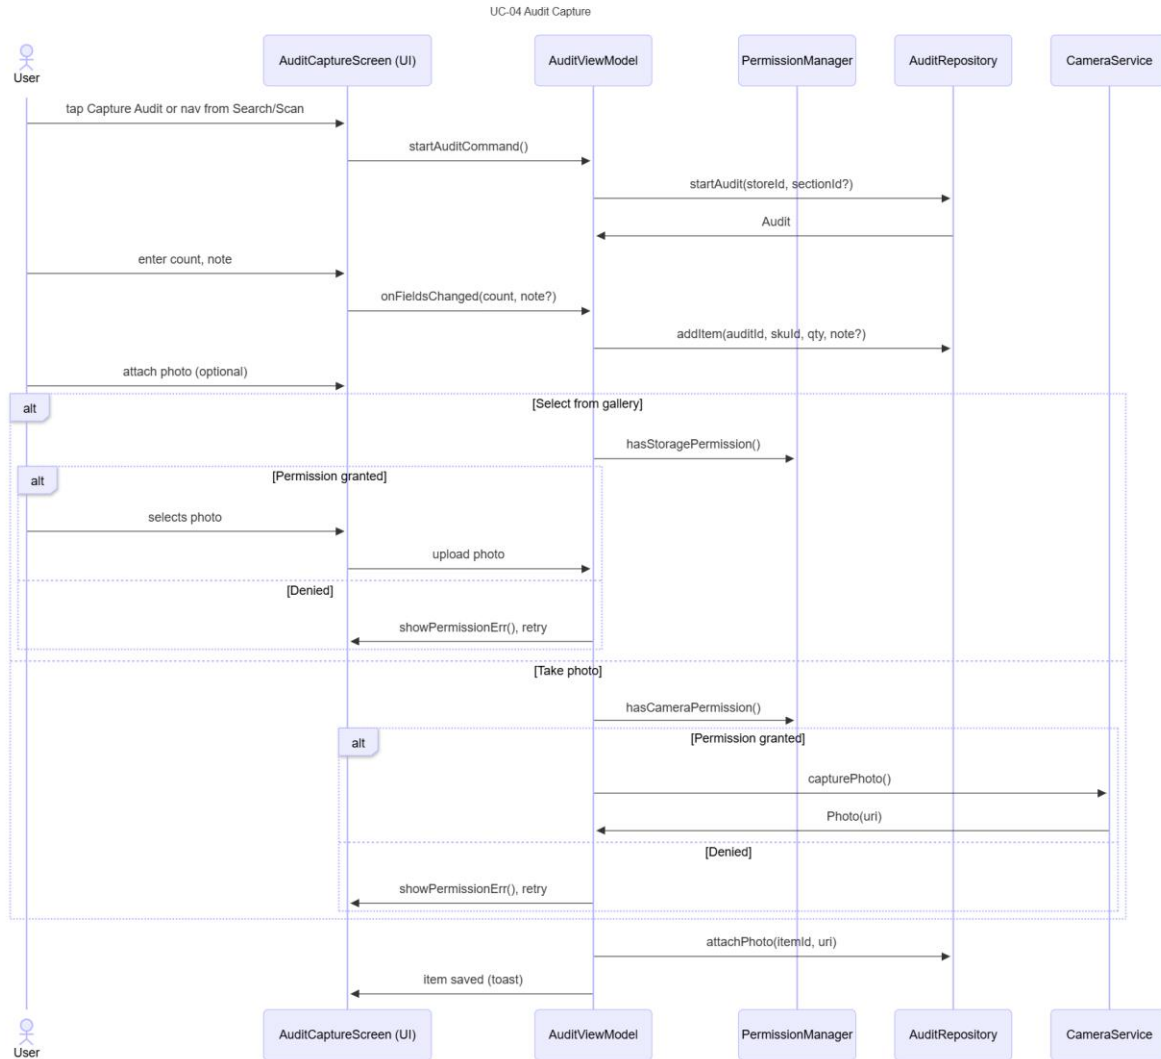 UC-04 Audit Capture
User
AuditCaptureScreen (UI)
AuditViewModel
PermissionManager
AuditRepository
CameraService
tap Capture Audit or nav from Search/Scan
startAuditCommand()
startAudit(storeId, sectionId?)
Audit
enter count, note
onFieldsChanged(count, note?)
addItem(auditId, skuId, qty, note?)
attach photo (optional)
alt
[Select from gallery]
hasStoragePermission()
alt
[Permission granted]
selects photo
upload photo
[Denied]
showPermissionErr(), retry
[Take photo]
hasCameraPermission()
alt
[Permission granted]
capturePhoto()
Photo(uri)
[Denied]
showPermissionErr(), retry
attachPhoto(itemId, uri)
item saved (toast)
User
AuditCaptureScreen (UI)
AuditViewModel
PermissionManager
AuditRepository
CameraService